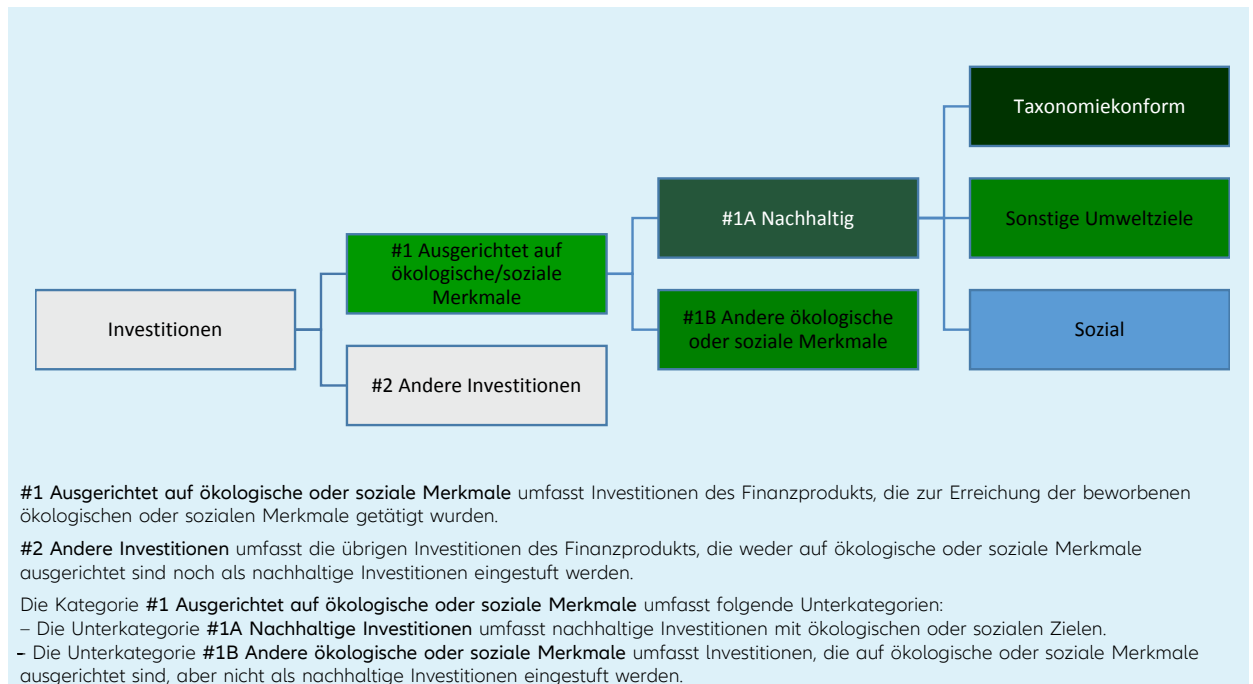 Taxonomiekonform
#1A Nachhaltig
Sonstige Umweltziele
#1 Ausgerichtet auf
ökologische/soziale
Merkmale
Investitionen
#1B Andere ökologische
oder soziale Merkmale
Sozial
#2 Andere Investitionen
#1 Ausgerichtet auf ökologische oder soziale Merkmale umfasst Investitionen des Finanzprodukts, die zur Erreichung der beworbenen
ökologischen oder sozialen Merkmale getätigt wurden.
#2 Andere Investitionen umfasst die übrigen Investitionen des Finanzprodukts, die weder auf ökologische oder soziale Merkmale
ausgerichtet sind noch als nachhaltige Investitionen eingestuft werden.
Die Kategorie #1 Ausgerichtet auf ökologische oder soziale Merkmale umfasst folgende Unterkategorien:
– Die Unterkategorie #1A Nachhaltige Investitionen umfasst nachhaltige Investitionen mit ökologischen oder sozialen Zielen.
- Die Unterkategorie #1B Andere ökologische oder soziale Merkmale umfasst Investitionen, die auf ökologische oder soziale Merkmale
ausgerichtet sind, aber nicht als nachhaltige Investitionen eingestuft werden.